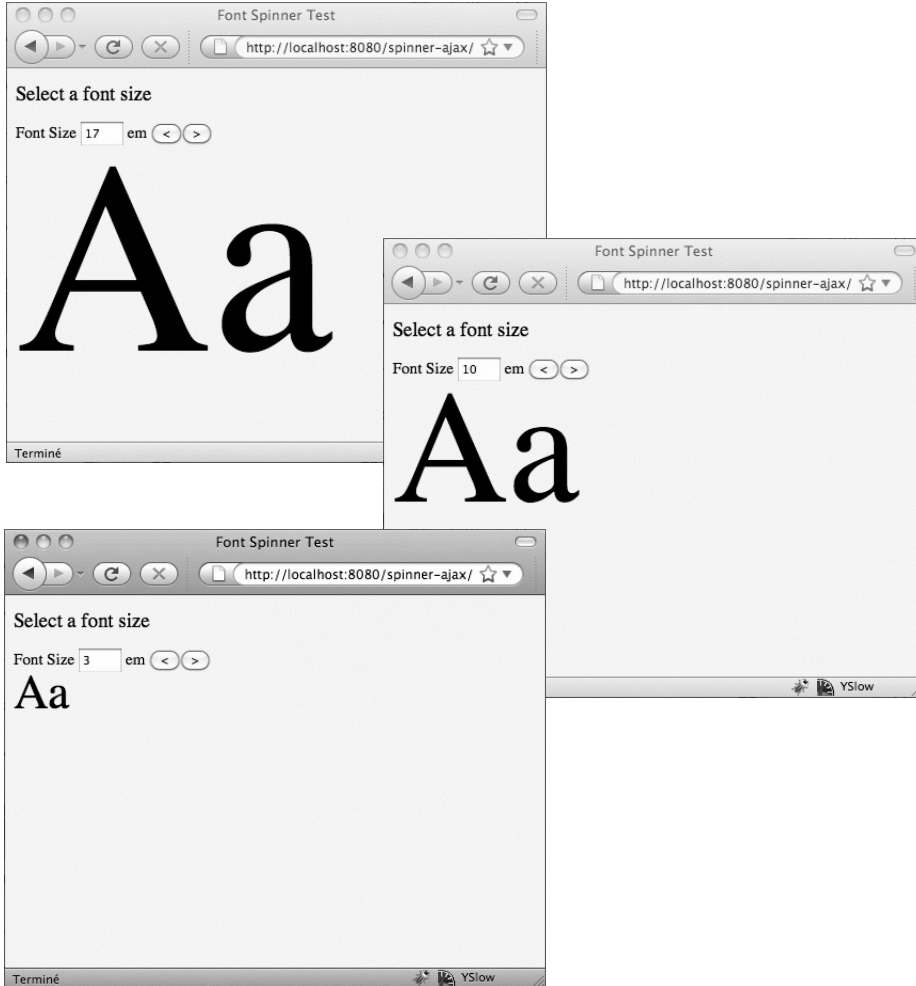 Font Spinner Test
http://localhost:8080/spinner-ajax/
Select a font size
Font Size 17 em < >
Aa
Terminé
Font Spinner Test
http://localhost:8080/spinner-ajax/
Select a font size
Font Size 10 em < >
Aa
YSlow
Font Spinner Test
http://localhost:8080/spinner-ajax/
Select a font size
Font Size 3 em < >
Aa
Terminé
YSlow